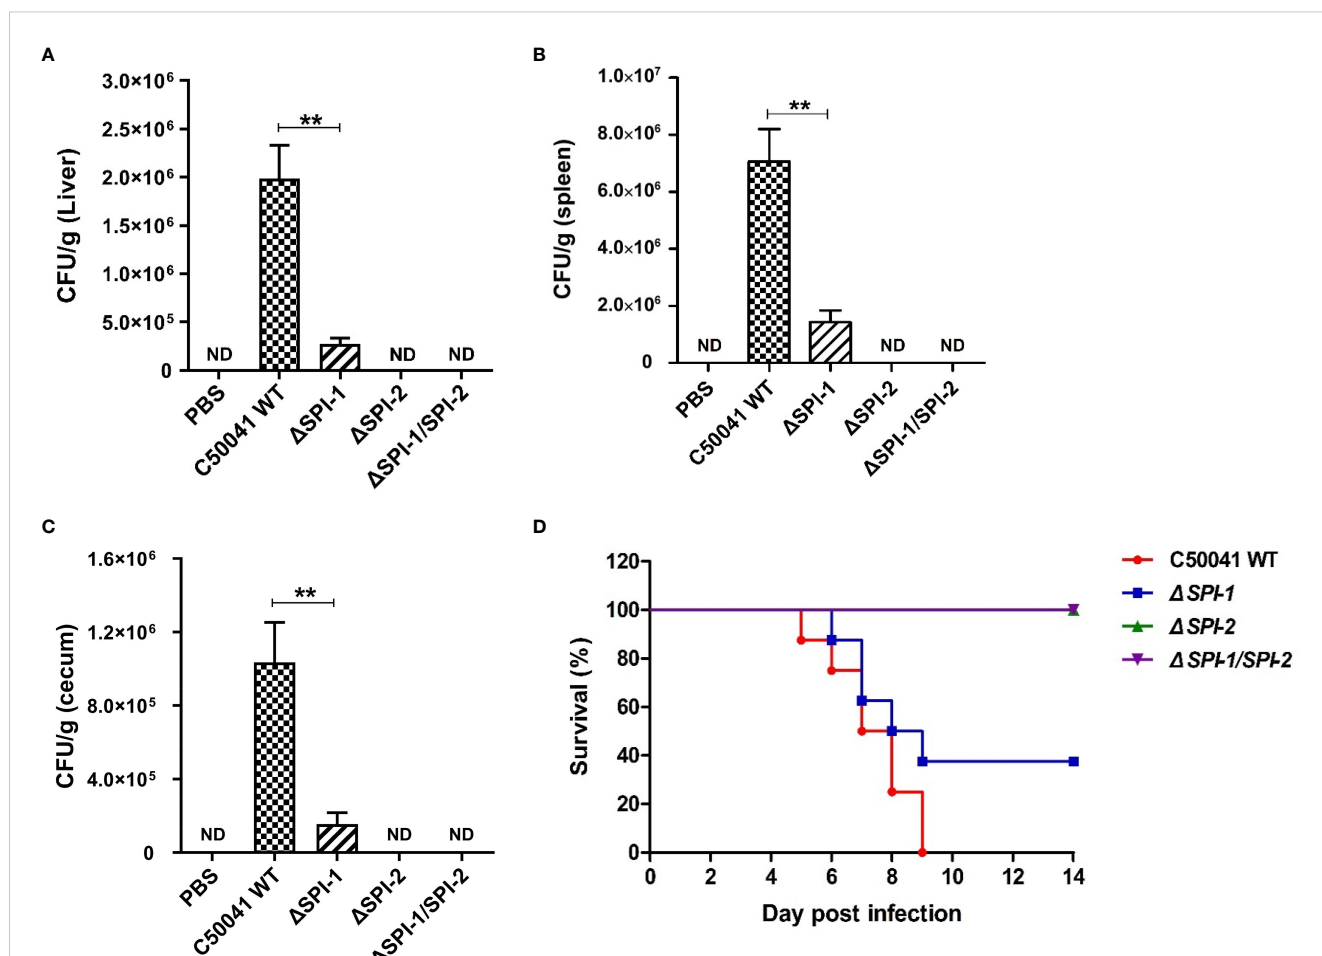 A
3.0×10⁶
2.5×10⁶
2.0×10⁶
1.5×10⁶
1.0×10⁶
5.0×10⁵
0
CFU/g (Liver)
**
ND
ND
ND
PBS
C50041 WT
ΔSPI-1
ΔSPI-2
ΔSPI-1/SPI-2
B
1.0×10⁷
8.0×10⁶
6.0×10⁶
4.0×10⁶
2.0×10⁶
0
CFU/g (spleen)
**
ND
ND
ND
PBS
C50041 WT
ΔSPI-1
ΔSPI-2
ΔSPI-1/SPI-2
C
1.6×10⁶
1.2×10⁶
8.0×10⁵
4.0×10⁵
0
CFU/g (cecum)
**
ND
ND
ND
PBS
C50041 WT
ΔSPI-1
ΔSPI-2
ΔSPI-1/SPI-2
D
120
100
80
60
40
20
0
Survival (%)
0 2 4 6 8 10 12 14
Day post infection
C50041 WT
ΔSPI-1
ΔSPI-2
ΔSPI-1/SPI-2